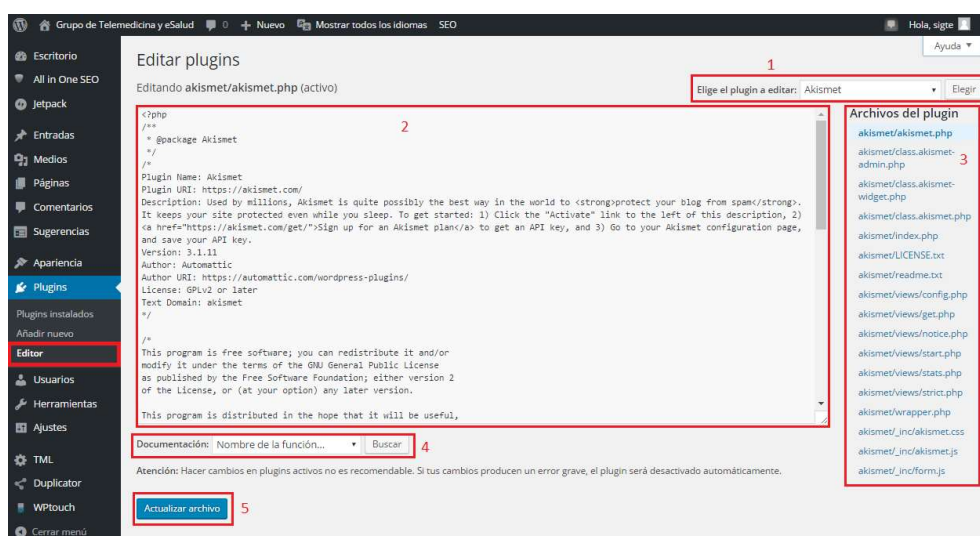 Grupo de Telemedicina y eSalud 0 + Nuevo Mostrar todos los idiomas SEO Hola, sigte
Ayuda
Escritorio
All in One SEO
Jetpack
Entradas
Medios
Páginas
Comentarios
Sugerencias
Apariencia
Plugins
Plugins instalados
Añadir nuevo
Editor
Usuarios
Herramientas
Ajustes
TML
Duplicator
WPtouch
Cerrar menú
Editar plugins
Editando akismet/akismet.php (activo)
1
Elige el plugin a editar: Akismet Elegir
2
<?php
/**
* @package Akismet
*/
/*
Plugin Name: Akismet
Plugin URI: https://akismet.com/
Description: Used by millions, Akismet is quite possibly the best way in the world to <strong>protect your blog from spam</strong>.
It keeps your site protected even while you sleep. To get started: 1) Click the "Activate" link to the left of this description, 2)
<a href="https://akismet.com/get/">Sign up for an Akismet plan</a> to get an API key, and 3) Go to your Akismet configuration page,
and save your API key.
Version: 3.1.11
Author: Automattic
Author URI: https://automattic.com/wordpress-plugins/
License: GPLv2 or later
Text Domain: akismet
*/
/*
This program is free software; you can redistribute it and/or
modify it under the terms of the GNU General Public License
as published by the Free Software Foundation; either version 2
of the License, or (at your option) any later version.
This program is distributed in the hope that it will be useful,
Archivos del plugin
3
akismet/akismet.php
akismet/class.akismet-
admin.php
akismet/class.akismet-
widget.php
akismet/class.akismet.php
akismet/index.php
akismet/LICENSE.txt
akismet/readme.txt
akismet/views/config.php
akismet/views/get.php
akismet/views/notice.php
akismet/views/start.php
akismet/views/stats.php
akismet/views/strict.php
akismet/wrapper.php
akismet/_inc/akismet.css
akismet/_inc/akismet.js
akismet/_inc/form.js
Documentación: Nombre de la función... Buscar 4
Atención: Hacer cambios en plugins activos no es recomendable. Si tus cambios producen un error grave, el plugin será desactivado automáticamente.
Actualizar archivo 5